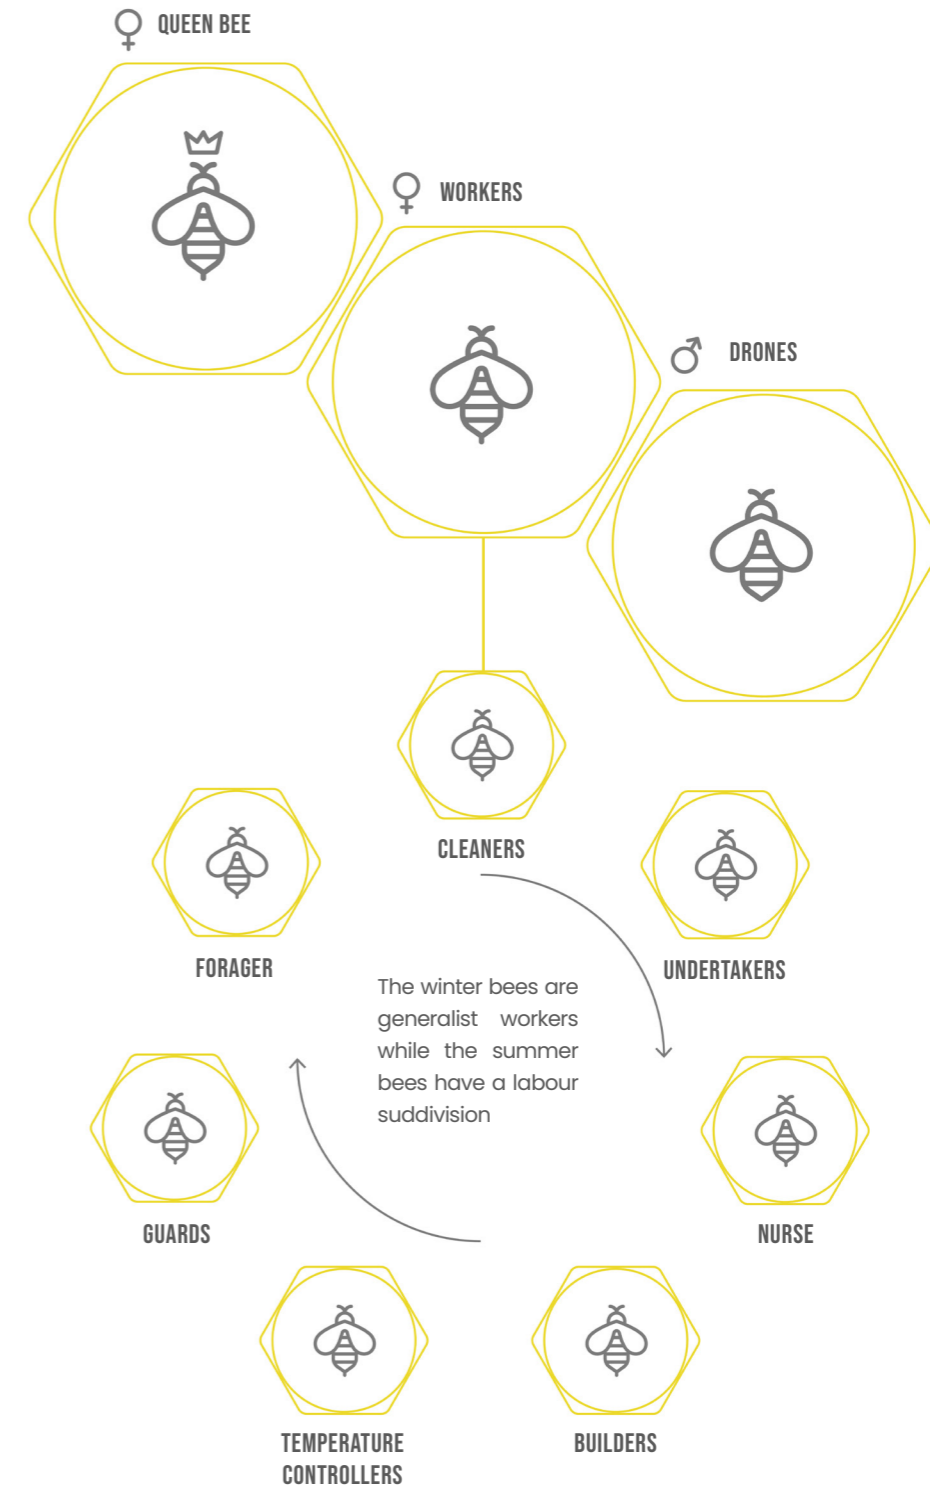 QUEEN BEE
WORKERS
DRONES
CLEANERS
FORAGER
UNDERTAKERS
The winter bees are
generalist workers
while the summer
bees have a labour
suddivision
GUARDS
NURSE
TEMPERATURE
CONTROLLERS
BUILDERS